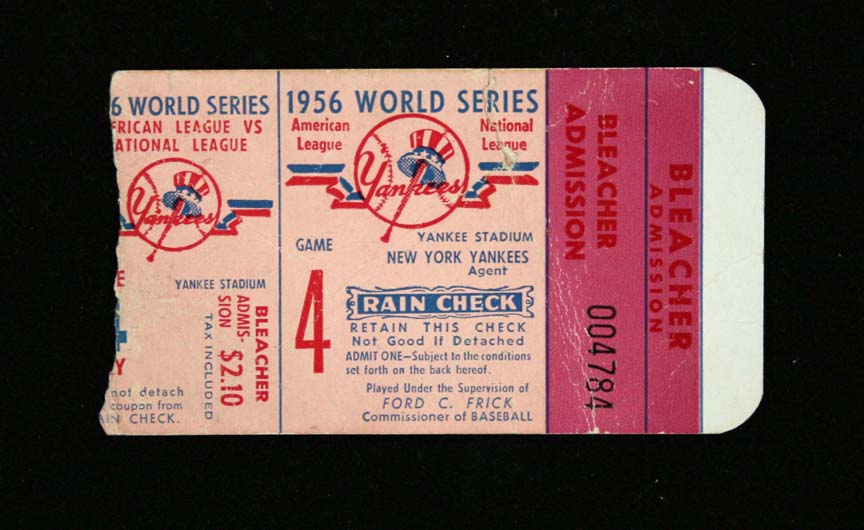 6 WORLD SERIES
RICAN LEAGUE VS
ATIONAL LEAGUE
Yankees
YANKEE STADIUM
BLEACHER
ADMIS-
SION $2.10
TAX INCLUDED
not detach
coupon from
IN CHECK.
1956 WORLD SERIES
American League
National League
Yankees
GAME
4
YANKEE STADIUM
NEW YORK YANKEES
Agent
RAIN CHECK
RETAIN THIS CHECK
Not Good If Detached
ADMIT ONE—Subject to the conditions
set forth on the back hereof.
Played Under the Supervision of
FORD C. FRICK
Commissioner of BASEBALL
BLEACHER
ADMISSION
004784
BLEACHER
ADMISSION